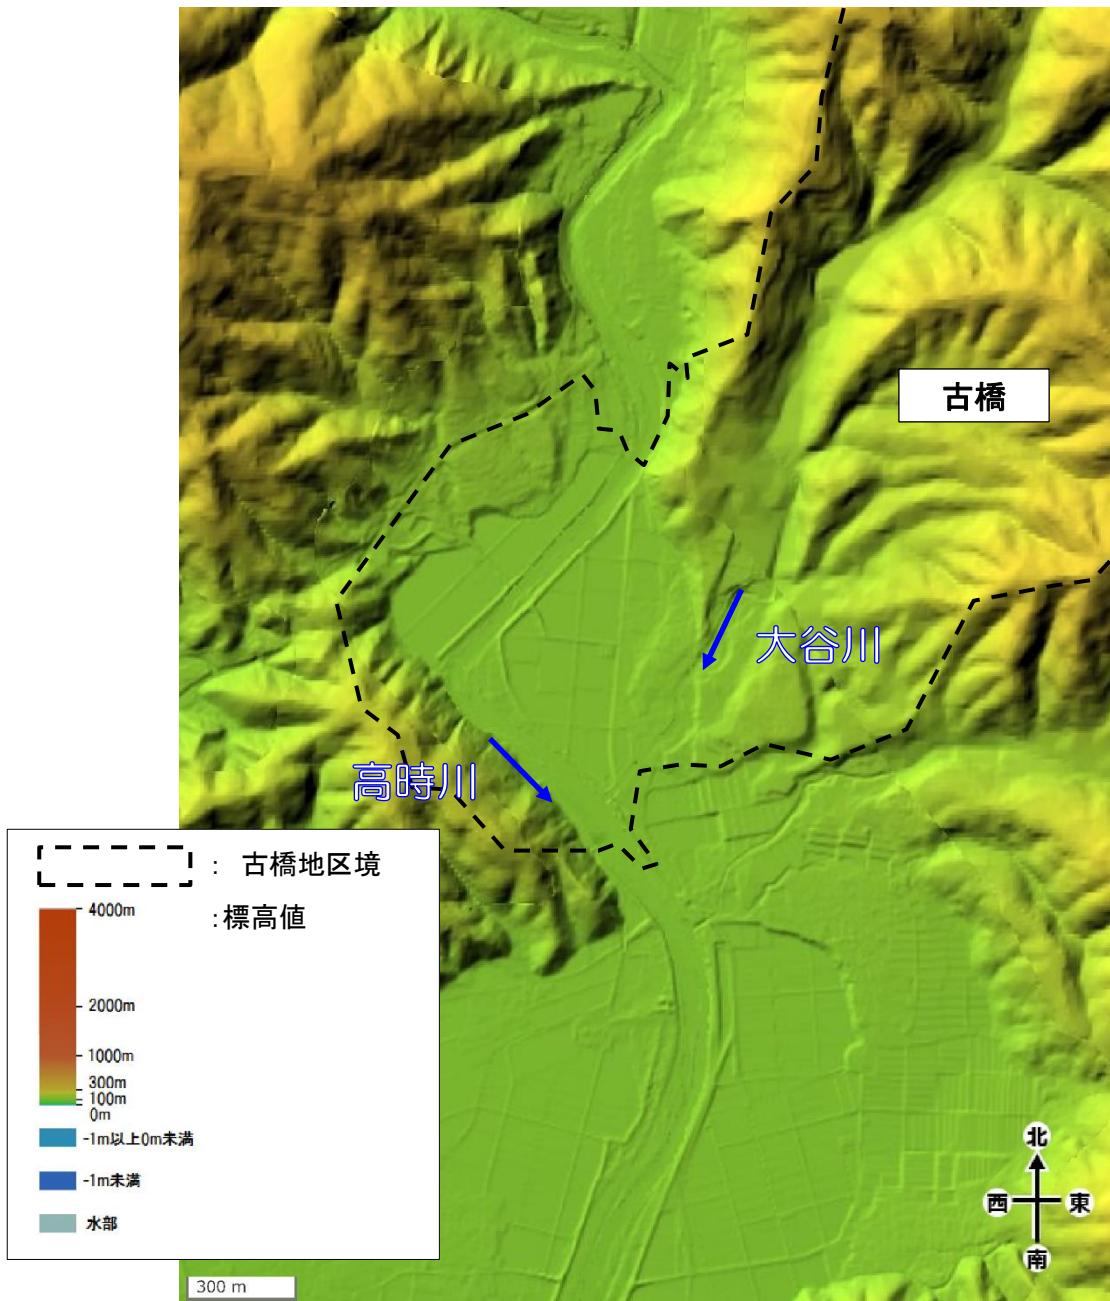 古橋
大谷川
高時川
： 古橋地区境
：標高値
4000m
2000m
1000m
300m
100m
0m
-1m以上0m未満
-1m未満
水部
北
西
東
南
300 m